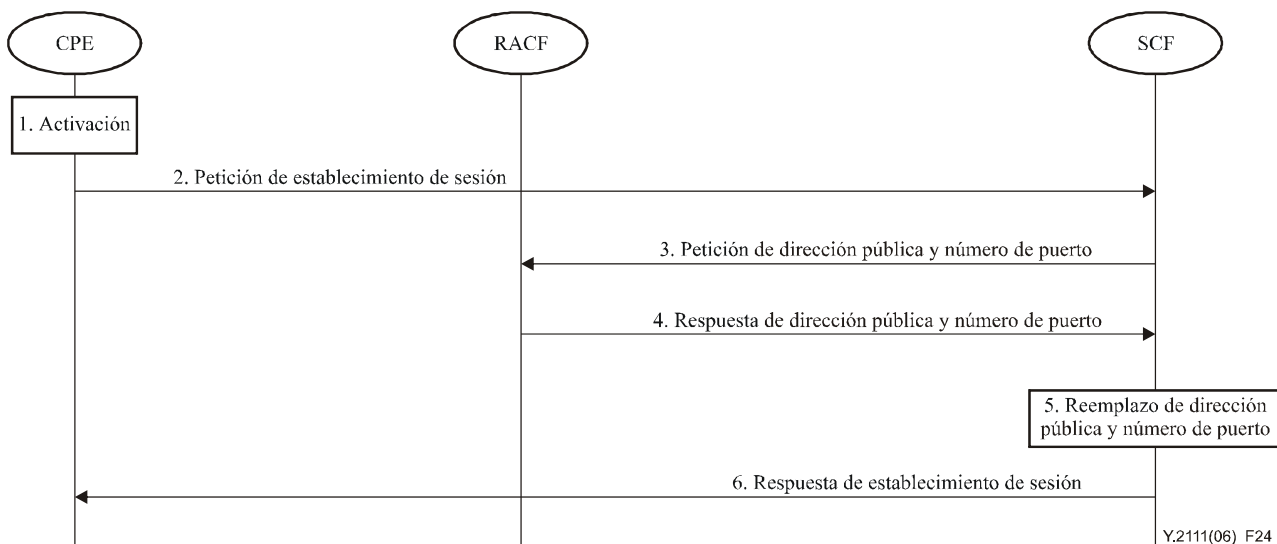 CPE
RACF
SCF
1. Activación
2. Petición de establecimiento de sesión
3. Petición de dirección pública y número de puerto
4. Respuesta de dirección pública y número de puerto
5. Reemplazo de dirección
pública y número de puerto
6. Respuesta de establecimiento de sesión
Y.2111(06)_F24